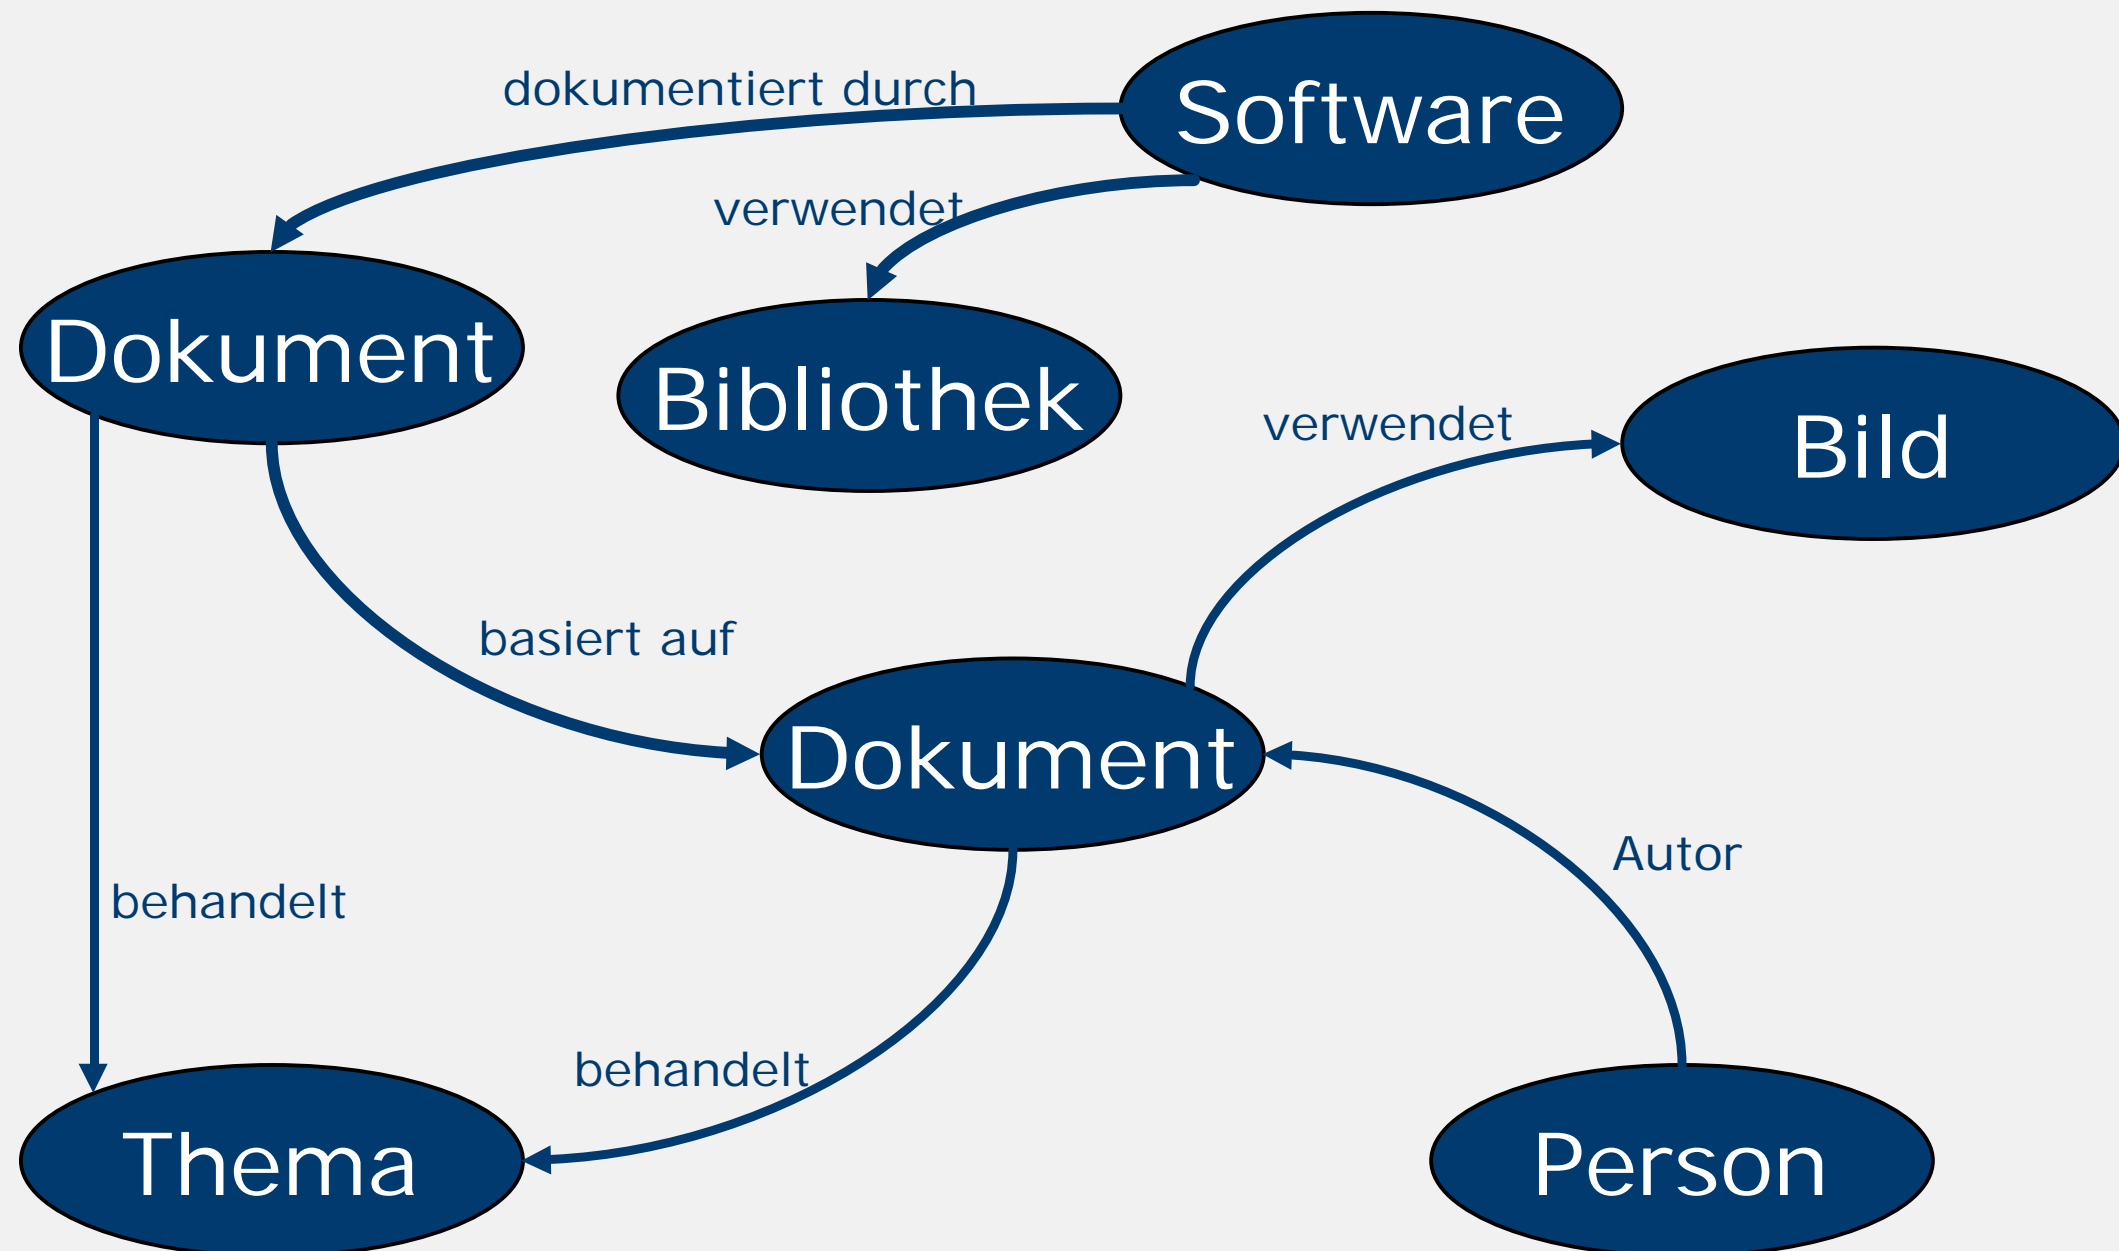 dokumentiert durch
Software
verwendet
Dokument
Bibliothek
verwendet
Bild
basiert auf
Dokument
Autor
behandelt
behandelt
Thema
Person